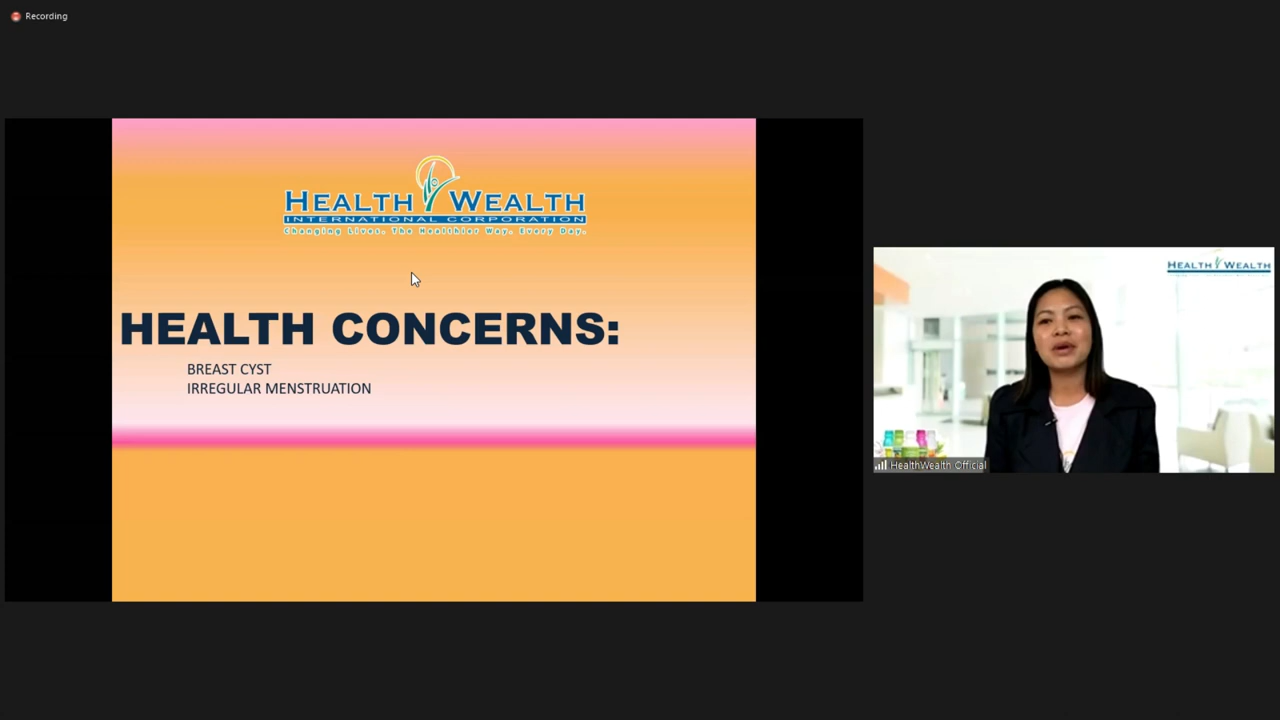 Recording
HEALTH WEALTH
INTERNATIONAL CORPORATION
Changing Lives. The Healthier Way. Every Day.
HEALTH CONCERNS:
BREAST CYST
IRREGULAR MENSTRUATION
HEALTH WEALTH
HealthWealth Official